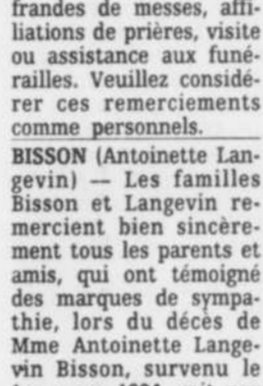 frandes de messes, affi-
liations de prières, visite
ou assistance aux funé-
railles. Veuillez considé-
rer ces remerciements
comme personnels.
BISSON (Antoinette Lan-
gevin) — Les familles
Bisson et Langevin re-
mercient bien sincère-
ment tous les parents et
amis, qui ont témoigné
des marques de sympa-
thie, lors du décès de
Mme Antoinette Lange-
vin Bisson, survenu le